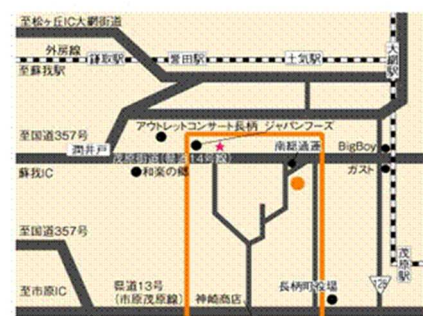 至松ヶ丘IC大網街道
外房線
鎌取駅
誉田駅
土気駅
大網駅
至蘇我駅
至国道357号
アウトレットコンサート長柄 ジャパンフーズ
潤井戸
茂原街道(県道14号線)
南総通運
BigBoy
蘇我IC
和楽の郷
ガスト
至国道357号
茂原駅
至市原IC
県道13号
(市原茂原線)
神崎商店
長柄町役場
128